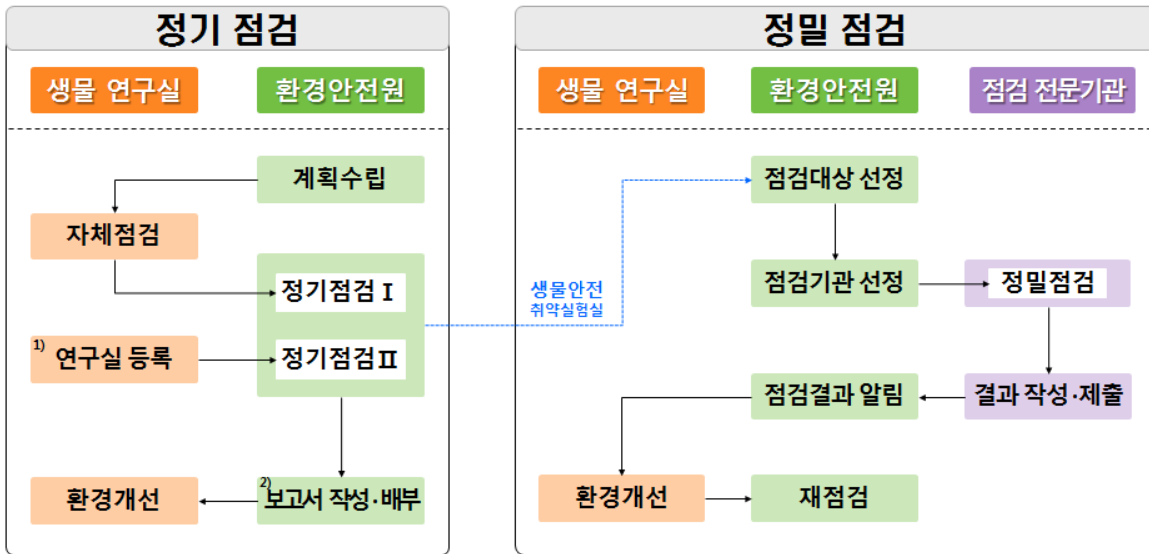 정기 점검
정밀 점검
생물 연구실
환경안전원
생물 연구실
환경안전원
점검 전문기관
계획수립
자체점검
정기점검 Ⅰ
1) 연구실 등록
정기점검Ⅱ
환경개선
2) 보고서 작성·배부
생물안전
취약실험실
점검대상 선정
점검기관 선정
정밀점검
점검결과 알림
결과 작성·제출
환경개선
재점검